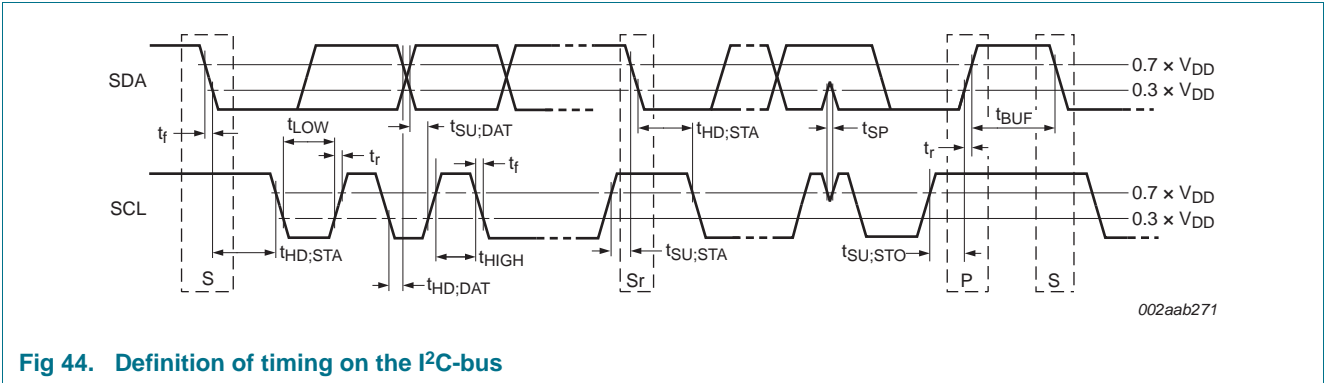 SDA
0.7 × VDD
0.3 × VDD
tf
tLOW
tSU;DAT
tHD;STA
tSP
tBUF
tr
tf
tr
SCL
0.7 × VDD
0.3 × VDD
tHD;STA
tHIGH
tSU;STA
tSU;STO
tHD;DAT
S
Sr
P
S
002aab271
Fig 44. Definition of timing on the I²C-bus